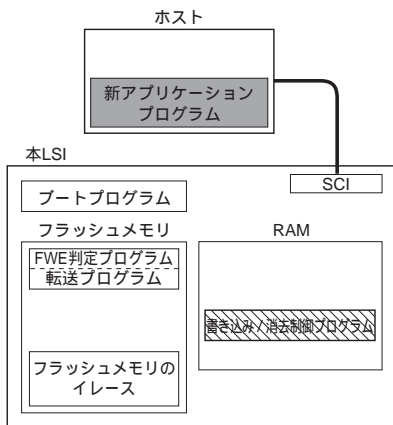 ホスト
新アプリケーション
プログラム
本LSI
SCI
ブートプログラム
フラッシュメモリ
RAM
FWE判定プログラム
転送プログラム
書き込み/消去制御プログラム
フラッシュメモリの
イレース